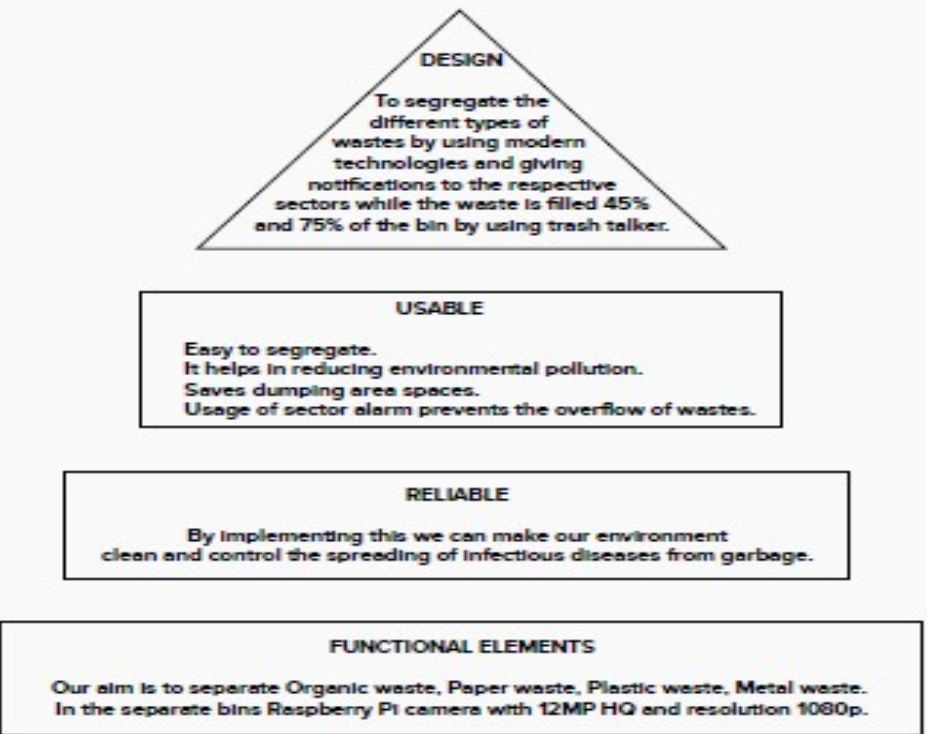 DESIGN
To segregate the
different types of
wastes by using modern
technologies and giving
notifications to the respective
sectors while the waste is filled 45%
and 75% of the bin by using trash talker.
USABLE
Easy to segregate.
It helps in reducing environmental pollution.
Saves dumping area spaces.
Usage of sector alarm prevents the overflow of wastes.
RELIABLE
By implementing this we can make our environment
clean and control the spreading of infectious diseases from garbage.
FUNCTIONAL ELEMENTS
Our aim is to separate Organic waste, Paper waste, Plastic waste, Metal waste.
In the separate bins Raspberry Pi camera with 12MP HQ and resolution 1080p.